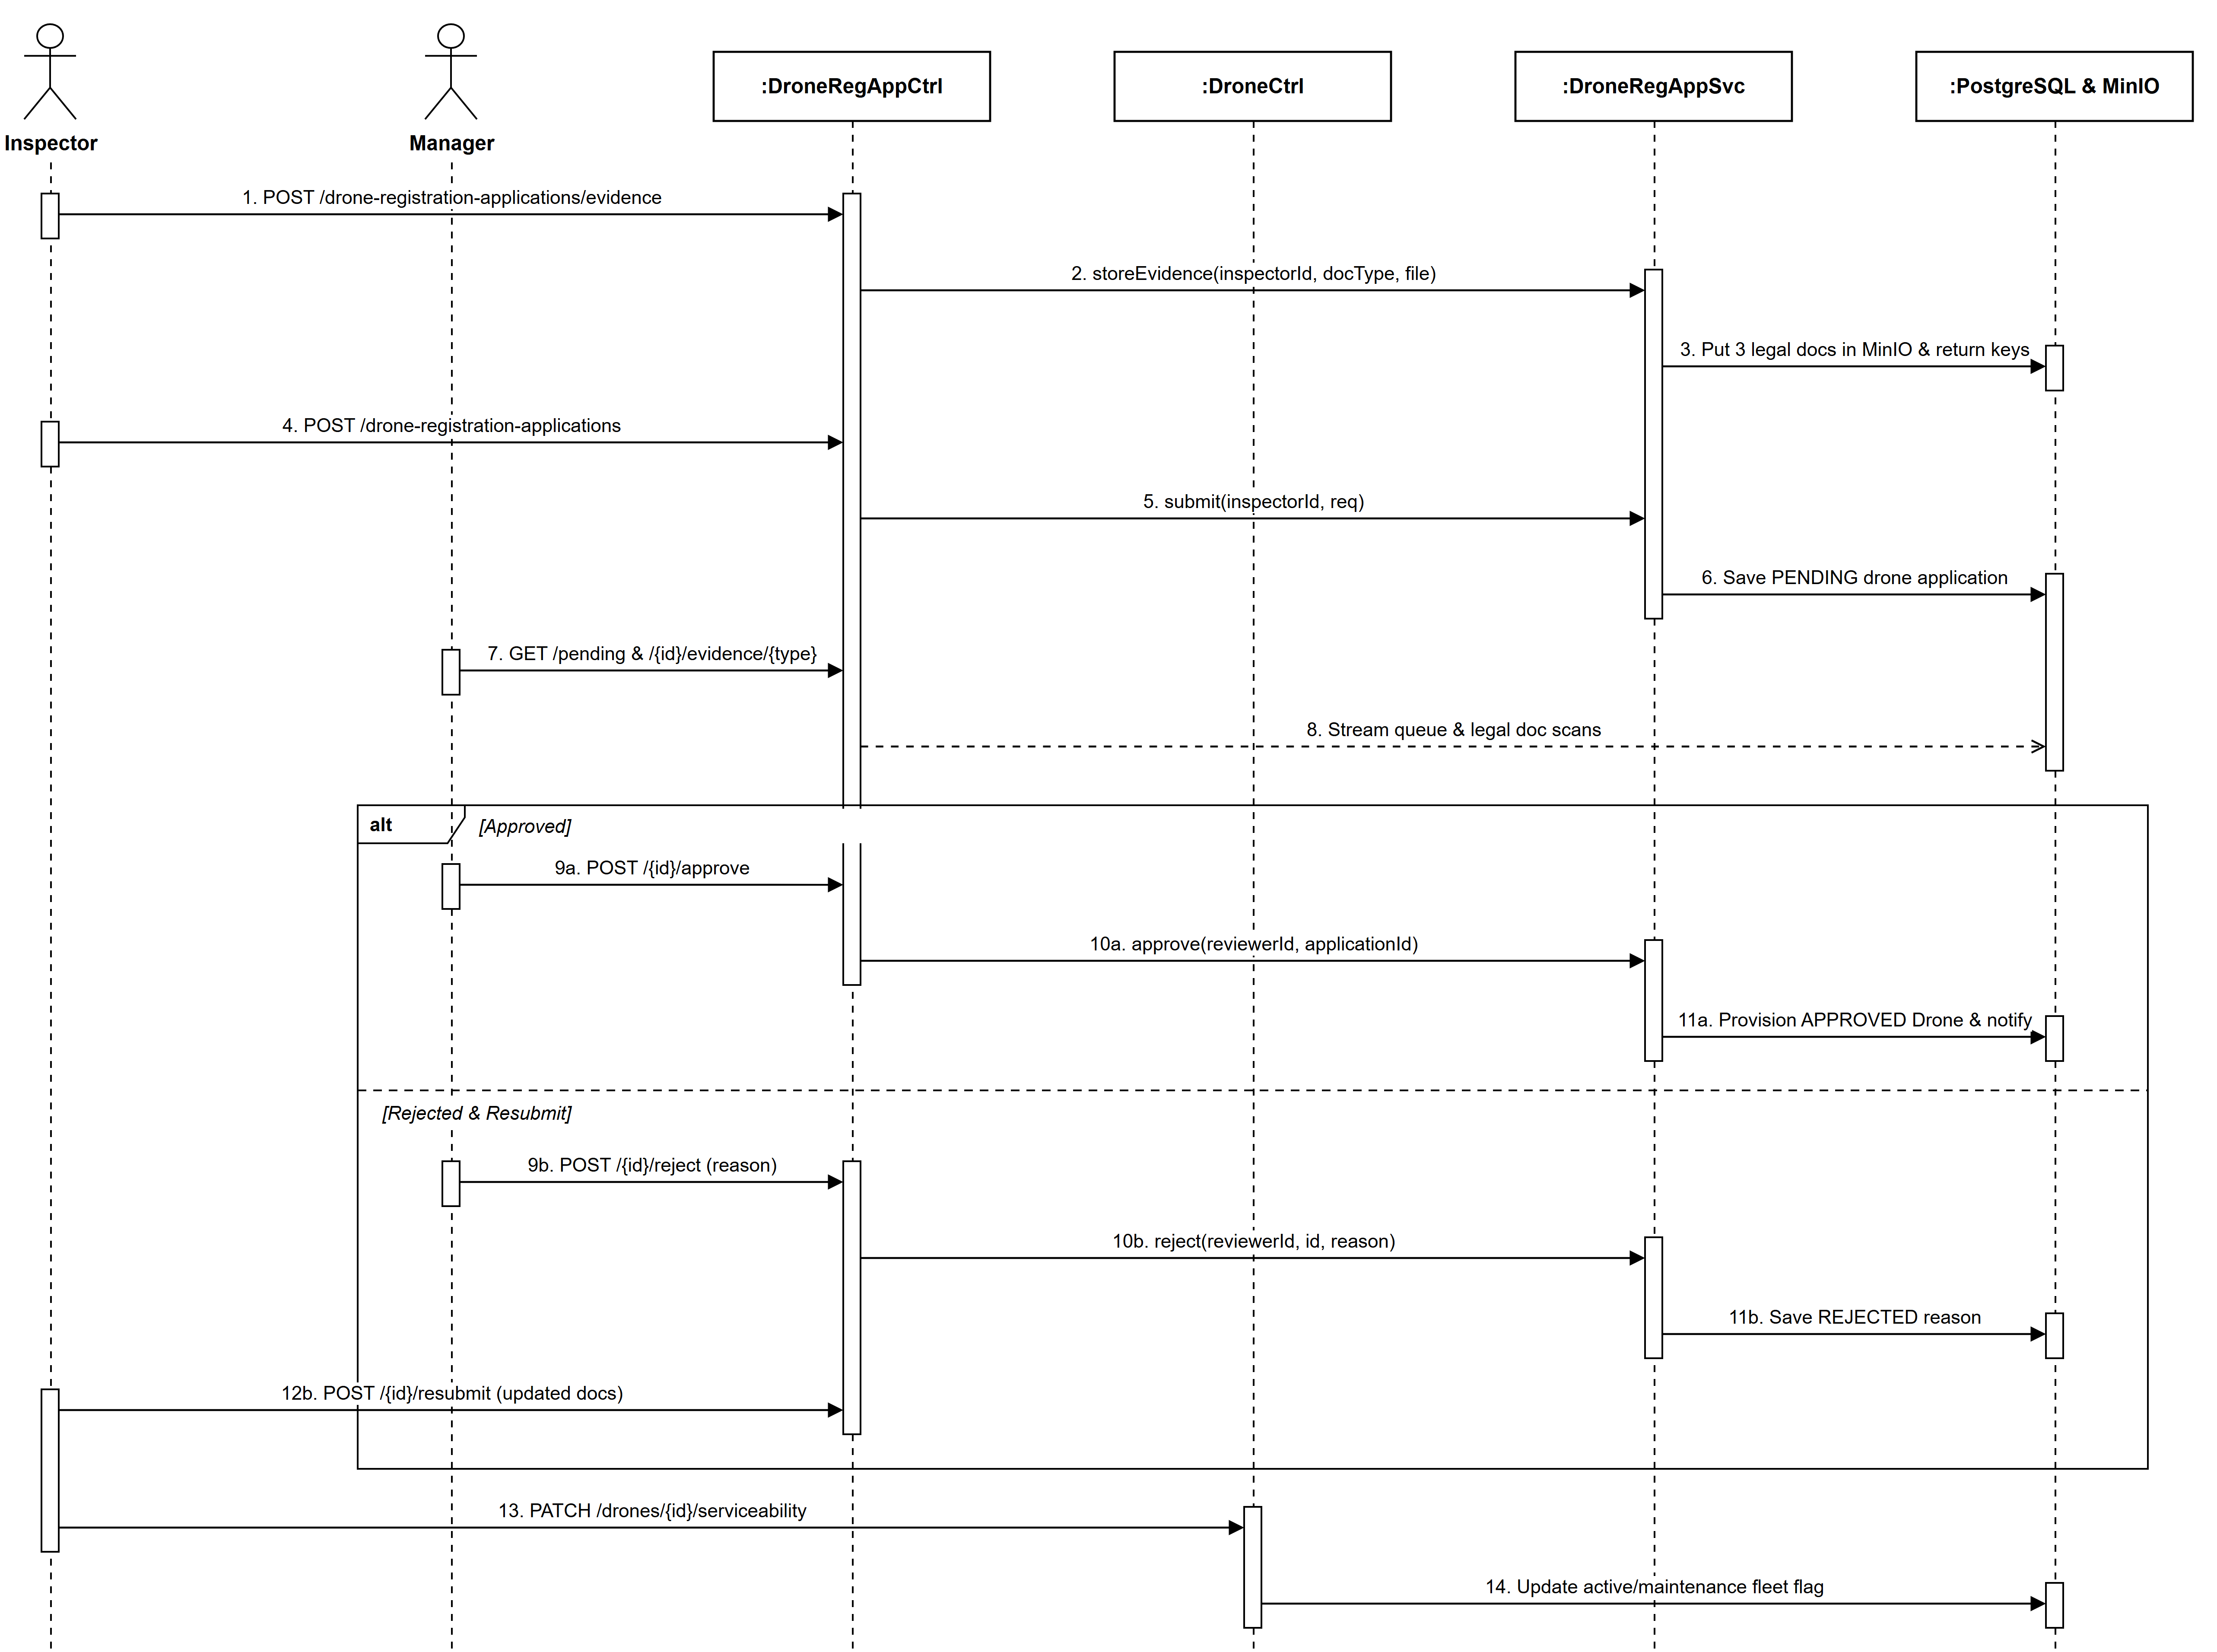 Inspector
Manager
:DroneRegAppCtrl
:DroneCtrl
:DroneRegAppSvc
:PostgreSQL & MinIO
1. POST /drone-registration-applications/evidence
2. storeEvidence(inspectorId, docType, file)
3. Put 3 legal docs in MinIO & return keys
4. POST /drone-registration-applications
5. submit(inspectorId, req)
6. Save PENDING drone application
7. GET /pending & /{id}/evidence/{type}
8. Stream queue & legal doc scans
alt
[Approved]
9a. POST /{id}/approve
10a. approve(reviewerId, applicationId)
11a. Provision APPROVED Drone & notify
[Rejected & Resubmit]
9b. POST /{id}/reject (reason)
10b. reject(reviewerId, id, reason)
11b. Save REJECTED reason
12b. POST /{id}/resubmit (updated docs)
13. PATCH /drones/{id}/serviceability
14. Update active/maintenance fleet flag